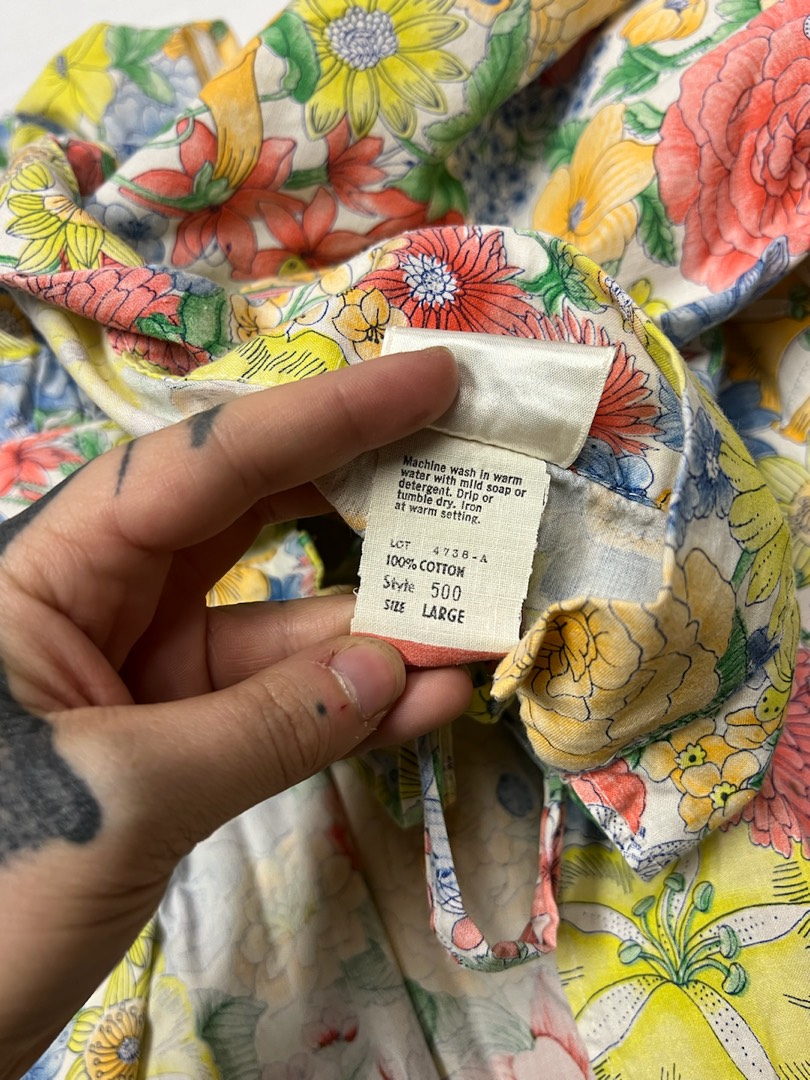 Machine wash in warm
water with mild soap or
detergent. Drip or
tumble dry. Iron
at warm setting.
LOT 4738-A
100% COTTON
Style 500
SIZE LARGE